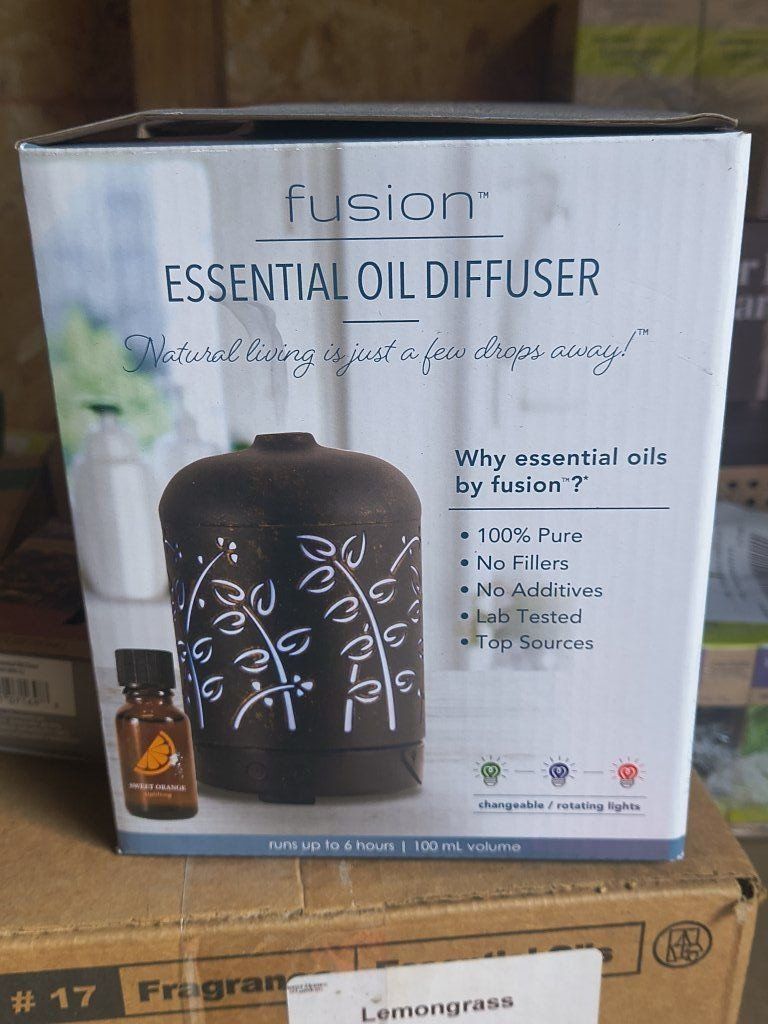 fusion™
ESSENTIAL OIL DIFFUSER
Natural living is just a few drops away!™
Why essential oils
by fusion™?*
• 100% Pure
• No Fillers
• No Additives
• Lab Tested
• Top Sources
SWEET ORANGE
changeable / rotating lights
runs up to 6 hours | 100 mL volume
# 17
Lemongrass